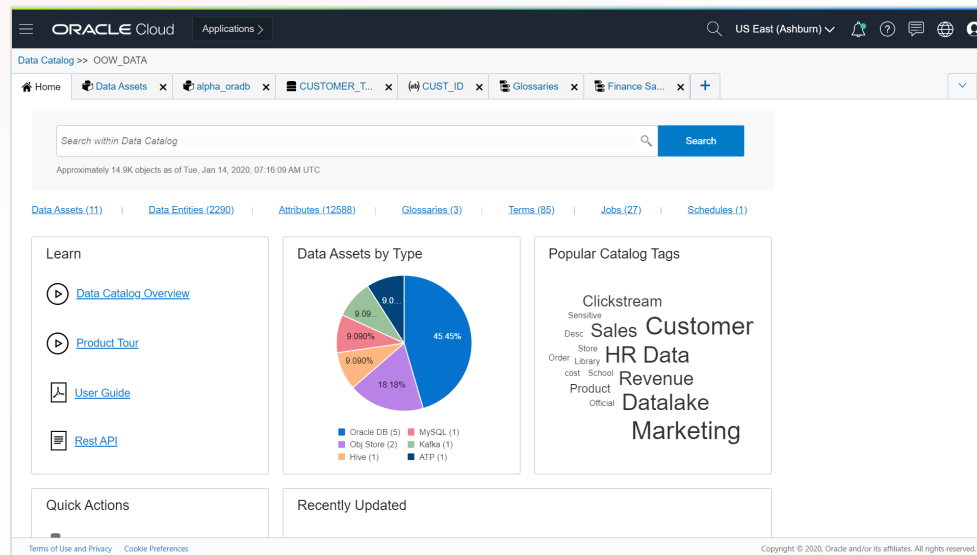 ORACLE Cloud Applications > US East (Ashburn)
Data Catalog >> OOW_DATA
Home Data Assets x alpha_oradb x CUSTOMER_T... x (ab) CUST_ID x Glossaries x Finance Sa... x +
Search within Data Catalog Search
Approximately 14.9K objects as of Tue, Jan 14, 2020, 07:16:09 AM UTC
Data Assets (11) | Data Entities (2290) | Attributes (12588) | Glossaries (3) | Terms (85) | Jobs (27) | Schedules (1)
Learn
Data Catalog Overview
Product Tour
User Guide
Rest API
Data Assets by Type
9.0...
9.09...
9.090%
45.45%
9.090%
18.18%
Oracle DB (5) MySQL (1)
Obj Store (2) Kafka (1)
Hive (1) ATP (1)
Popular Catalog Tags
Clickstream
Sensitive
Desc Sales Customer
Store
Order Library HR Data
cost School Revenue
Product
Official Datalake
Marketing
Quick Actions
Recently Updated
Terms of Use and Privacy Cookie Preferences
Copyright © 2020, Oracle and/or its affiliates. All rights reserved.